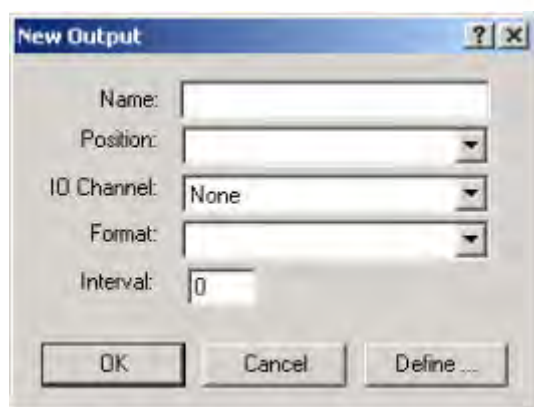 New Output ? ×
Name:
Position:
IO Channel: None
Format:
Interval: 0
OK Cancel Define ...